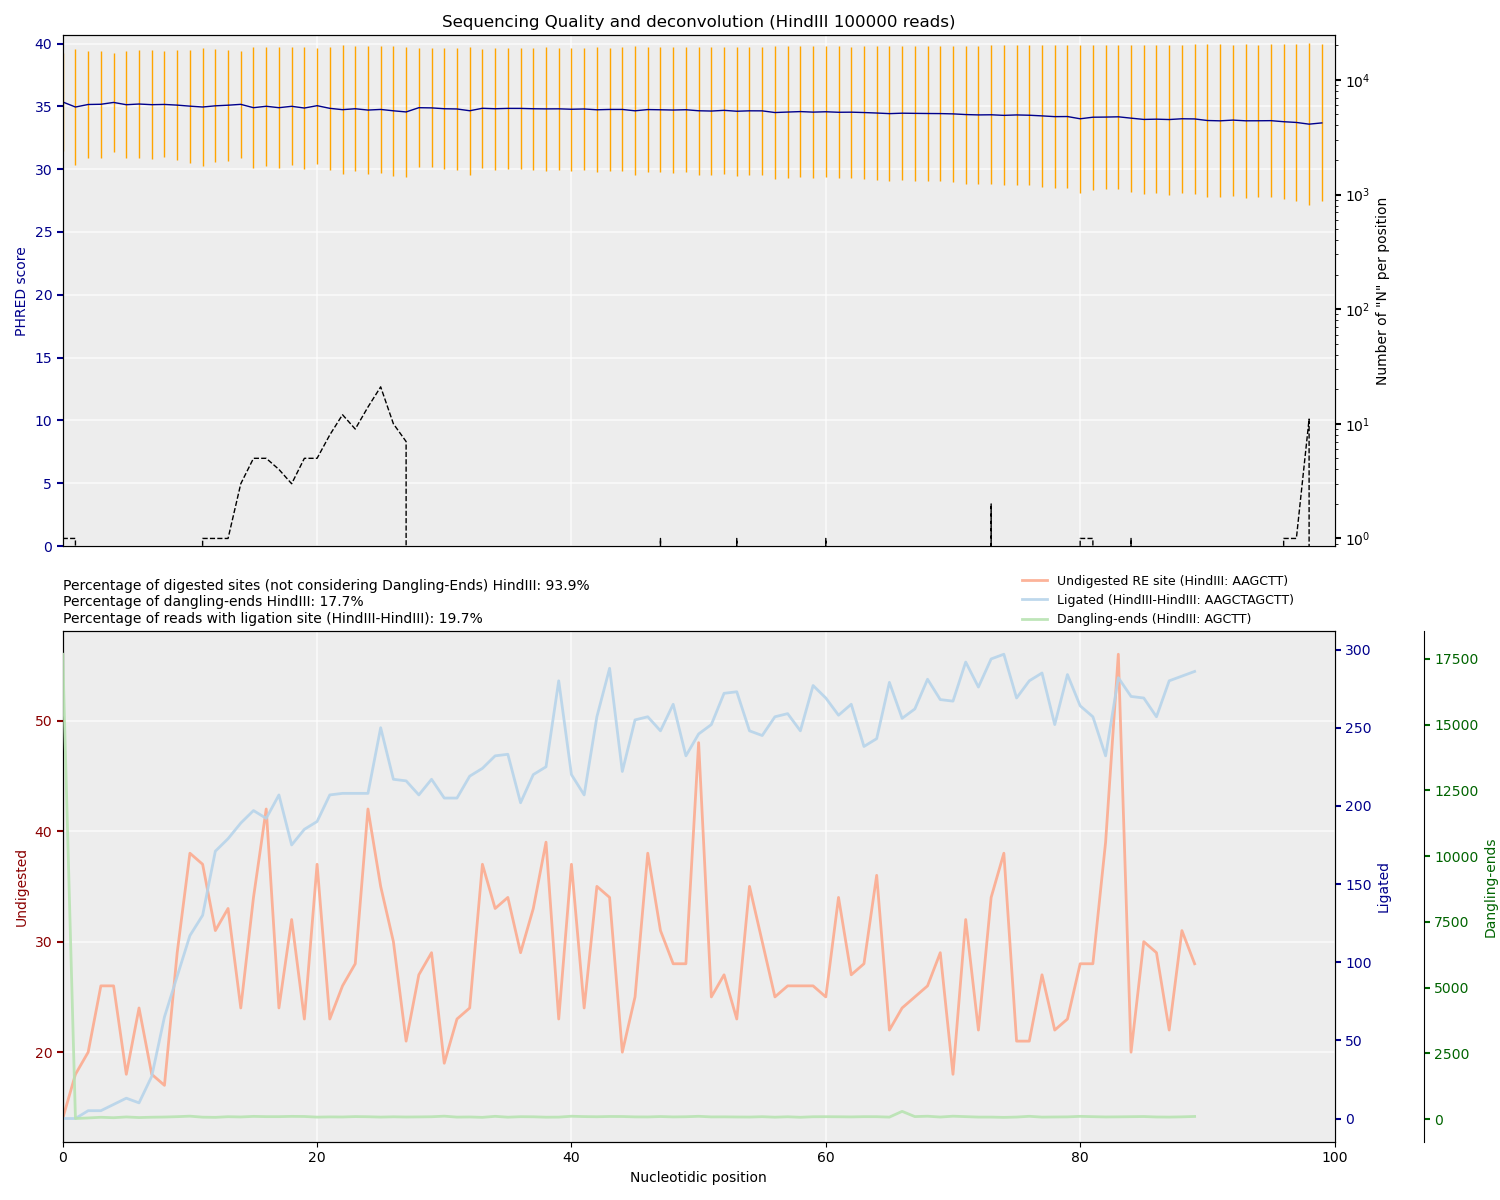 Sequencing Quality and deconvolution (HindIII 100000 reads)
40
35
30
25
20
15
10
5
0
PHRED score
10^4
10^3
10^2
10^1
10^0
Number of "N" per position
Percentage of digested sites (not considering Dangling-Ends) HindIII: 93.9%
Percentage of dangling-ends HindIII: 17.7%
Percentage of reads with ligation site (HindIII-HindIII): 19.7%
Undigested RE site (HindIII: AAGCTT)
Ligated (HindIII-HindIII: AAGCTAGCTT)
Dangling-ends (HindIII: AGCTT)
50
40
30
20
Undigested
300
250
200
150
100
50
0
Ligated
17500
15000
12500
10000
7500
5000
2500
0
Dangling-ends
0 20 40 60 80 100
Nucleotidic position